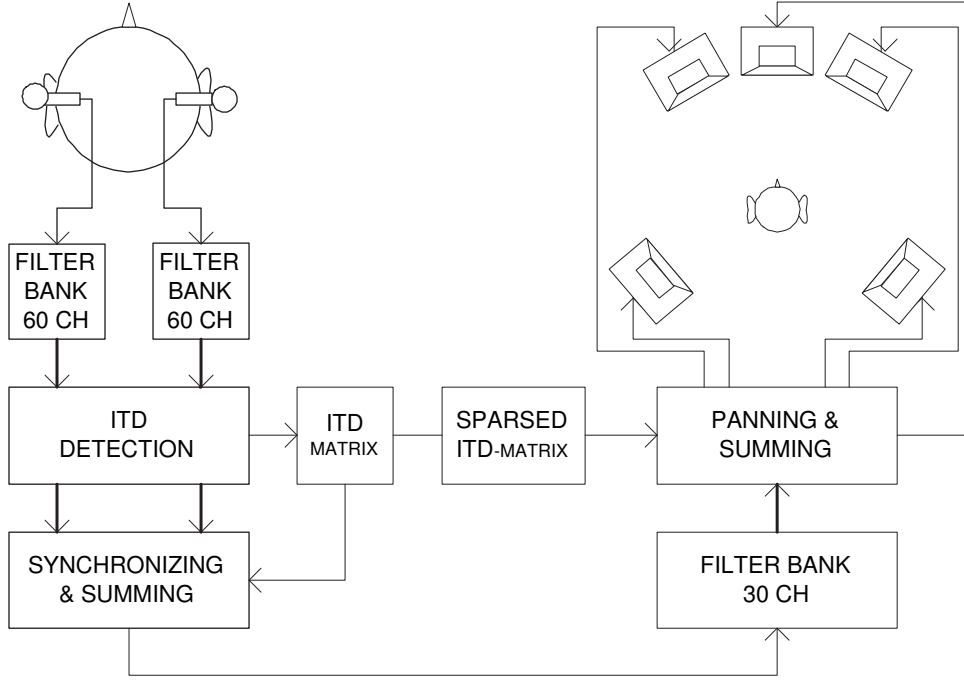 FILTER
BANK
60 CH
FILTER
BANK
60 CH
ITD
DETECTION
ITD
MATRIX
SPARSED
ITD-MATRIX
PANNING &
SUMMING
SYNCHRONIZING
& SUMMING
FILTER BANK
30 CH